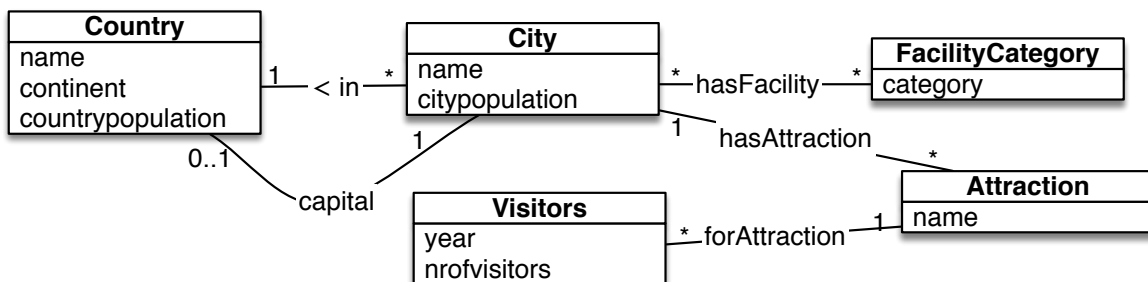 Country
name
continent
countrypopulation
1
< in
*
City
name
citypopulation
*
hasFacility
*
FacilityCategory
category
0..1
capital
1
1
hasAttraction
*
Attraction
name
Visitors
year
nrofvisitors
*
forAttraction
1